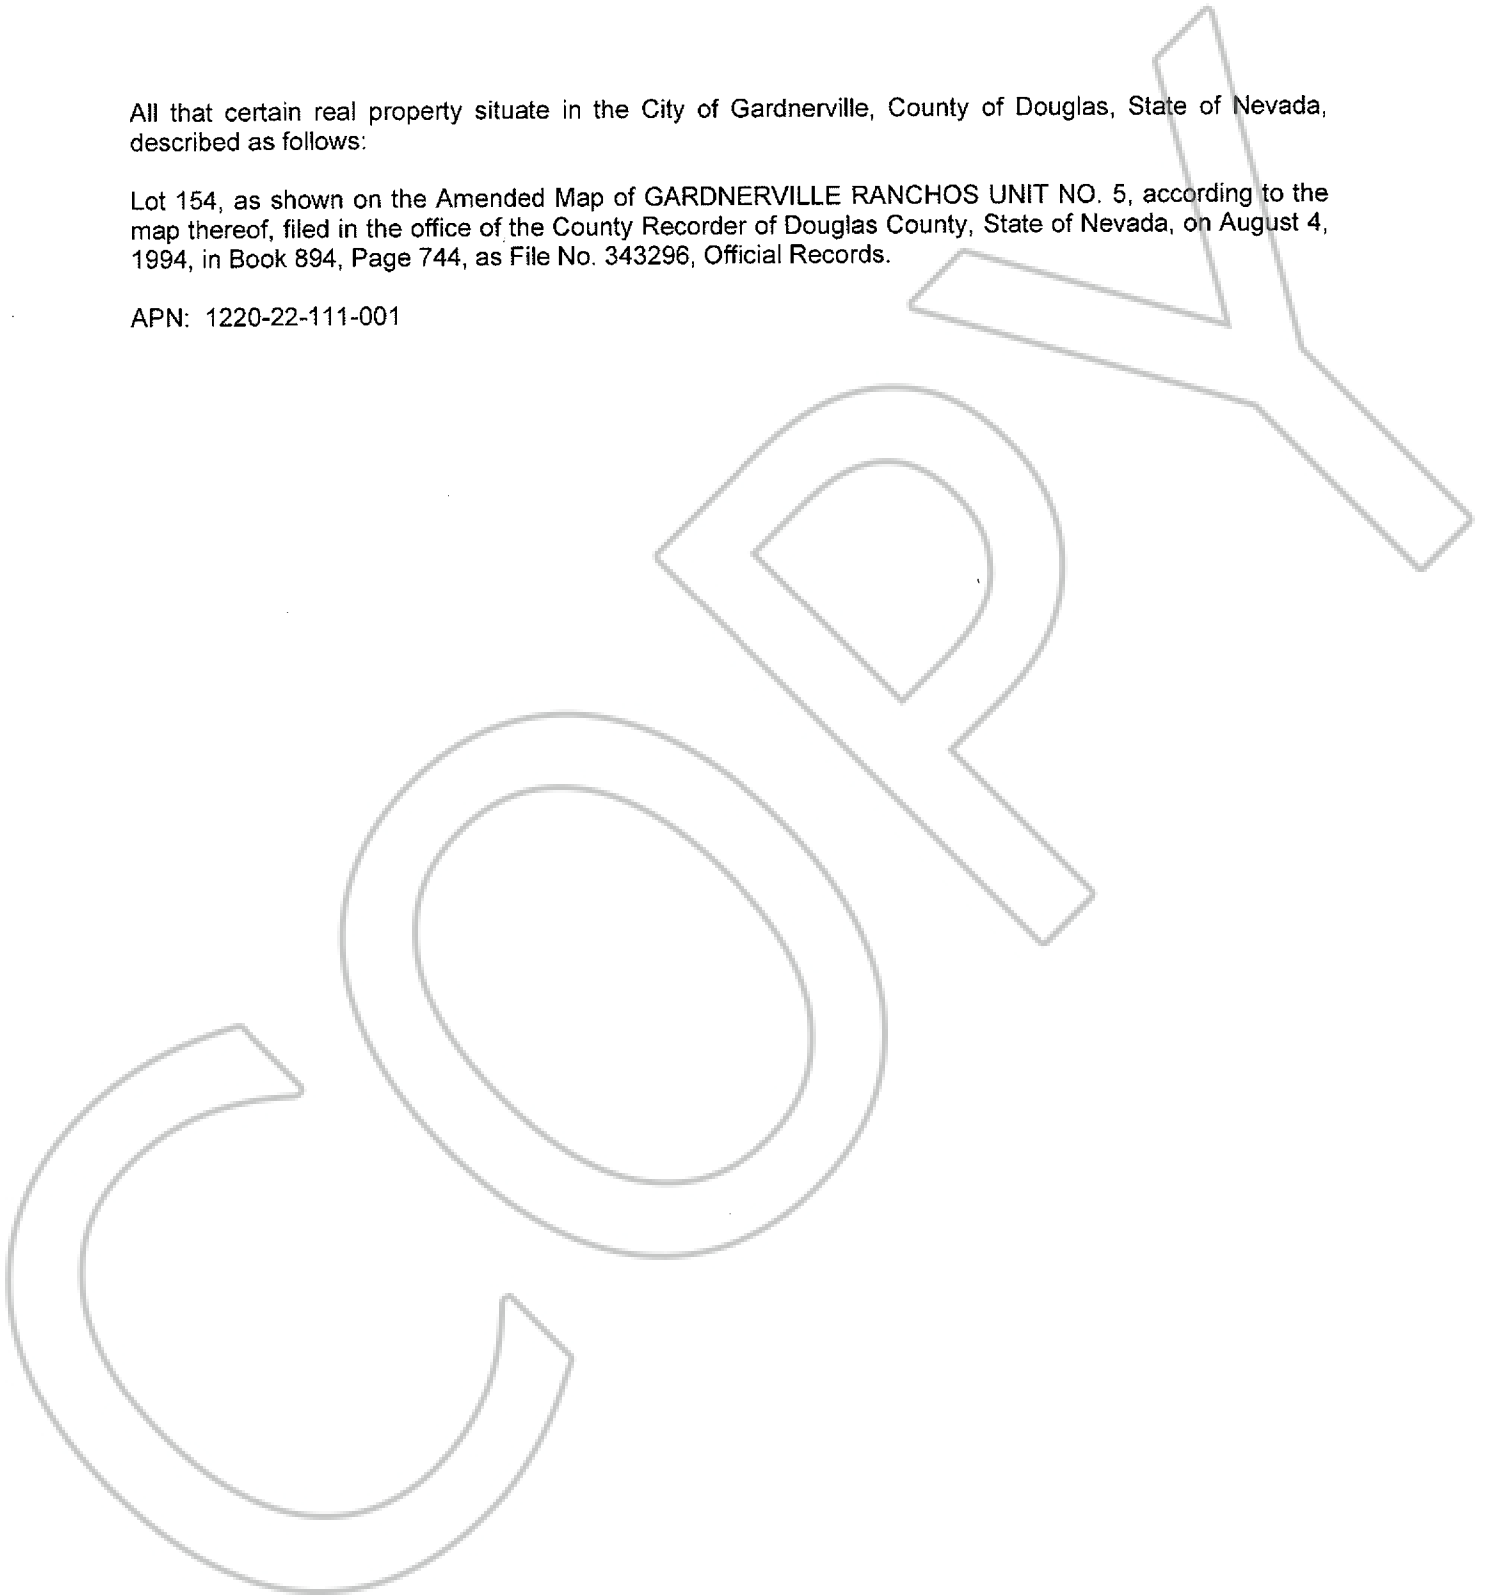 All that certain real property situate in the City of Gardnerville, County of Douglas, State of Nevada,
described as follows:
Lot 154, as shown on the Amended Map of GARDNERVILLE RANCHOS UNIT NO. 5, according to the
map thereof, filed in the office of the County Recorder of Douglas County, State of Nevada, on August 4,
1994, in Book 894, Page 744, as File No. 343296, Official Records.
APN: 1220-22-111-001
COPY